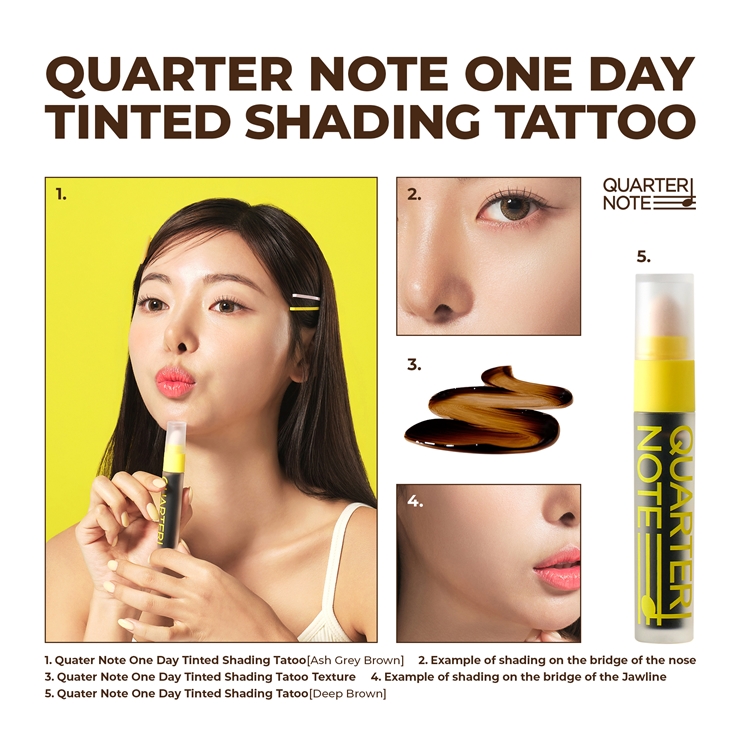 QUARTER NOTE ONE DAY
TINTED SHADING TATTOO
1.
QUARTER
NOTE
2.
QUARTER
NOTE
5.
3.
QUARTER
NOTE
4.
1. Quater Note One Day Tinted Shading Tatoo[Ash Grey Brown] 2. Example of shading on the bridge of the nose
3. Quater Note One Day Tinted Shading Tatoo Texture 4. Example of shading on the bridge of the Jawline
5. Quater Note One Day Tinted Shading Tatoo[Deep Brown]